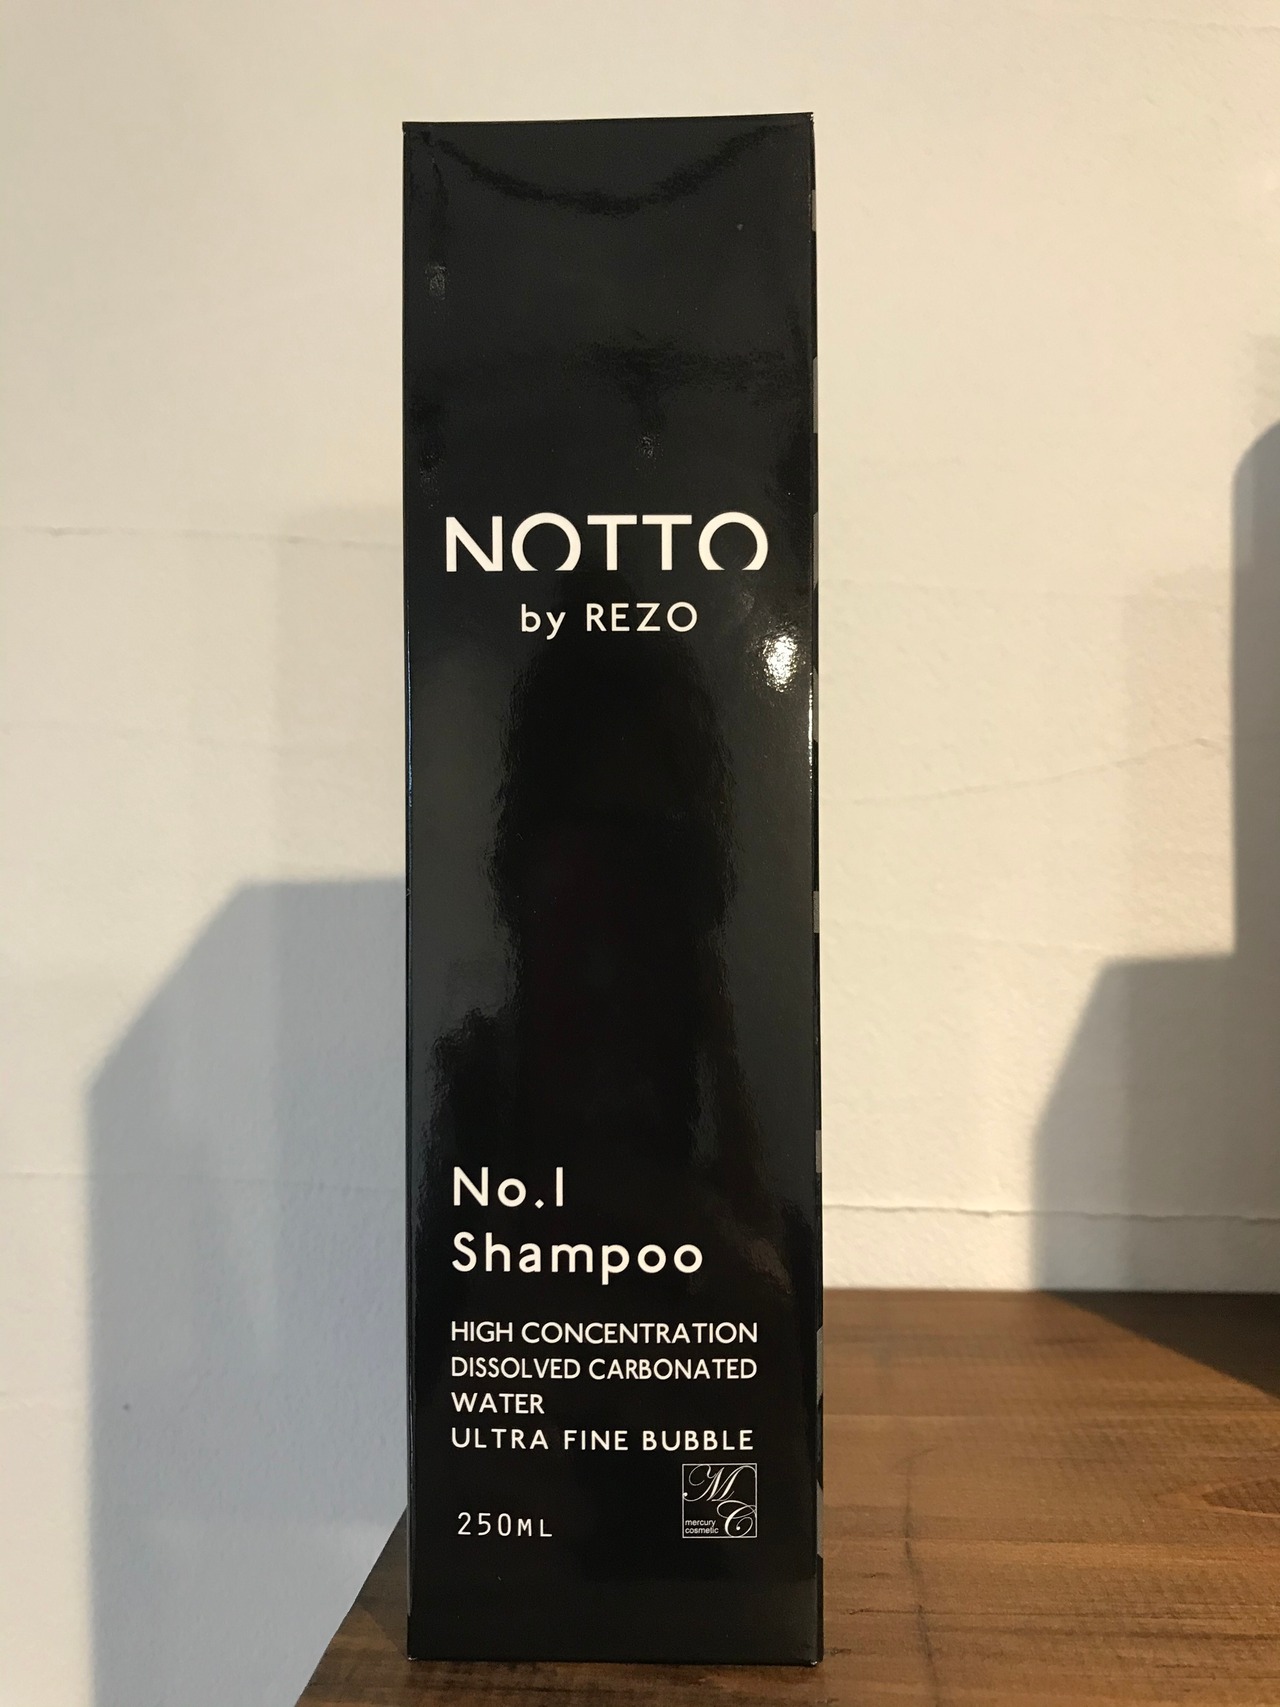 NOTTO
by REZO
No.1
Shampoo
HIGH CONCENTRATION
DISSOLVED CARBONATED
WATER
ULTRA FINE BUBBLE
250ML
MC
mercury
cosmetic